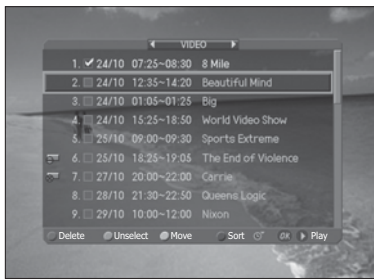 VIDEO
1. 24/10 07:25~08:30 8 Mile
2. 24/10 12:35~14:20 Beautiful Mind
3. 24/10 01:05~01:25 Big
4. 24/10 15:25~18:50 World Video Show
5. 25/10 09:00~09:30 Sports Extreme
6. 25/10 18:25~19:05 The End of Violence
7. 27/10 20:00~22:00 Carrie
8. 28/10 21:30~22:50 Queens Logic
9. 29/10 10:00~12:00 Nixon
Delete Unselect Move Sort OK Play